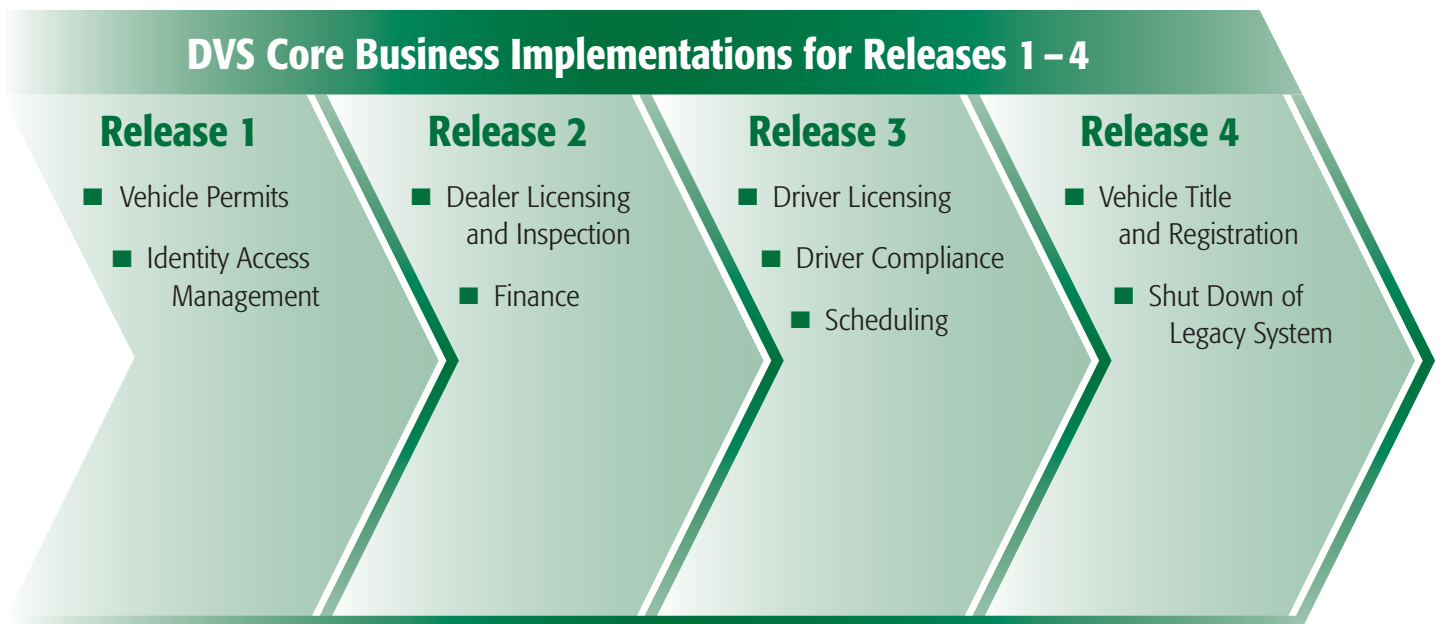 DVS Core Business Implementations for Releases 1–4
Release 1
■ Vehicle Permits
■ Identity Access
Management
Release 2
■ Dealer Licensing
and Inspection
■ Finance
Release 3
■ Driver Licensing
■ Driver Compliance
■ Scheduling
Release 4
■ Vehicle Title
and Registration
■ Shut Down of
Legacy System